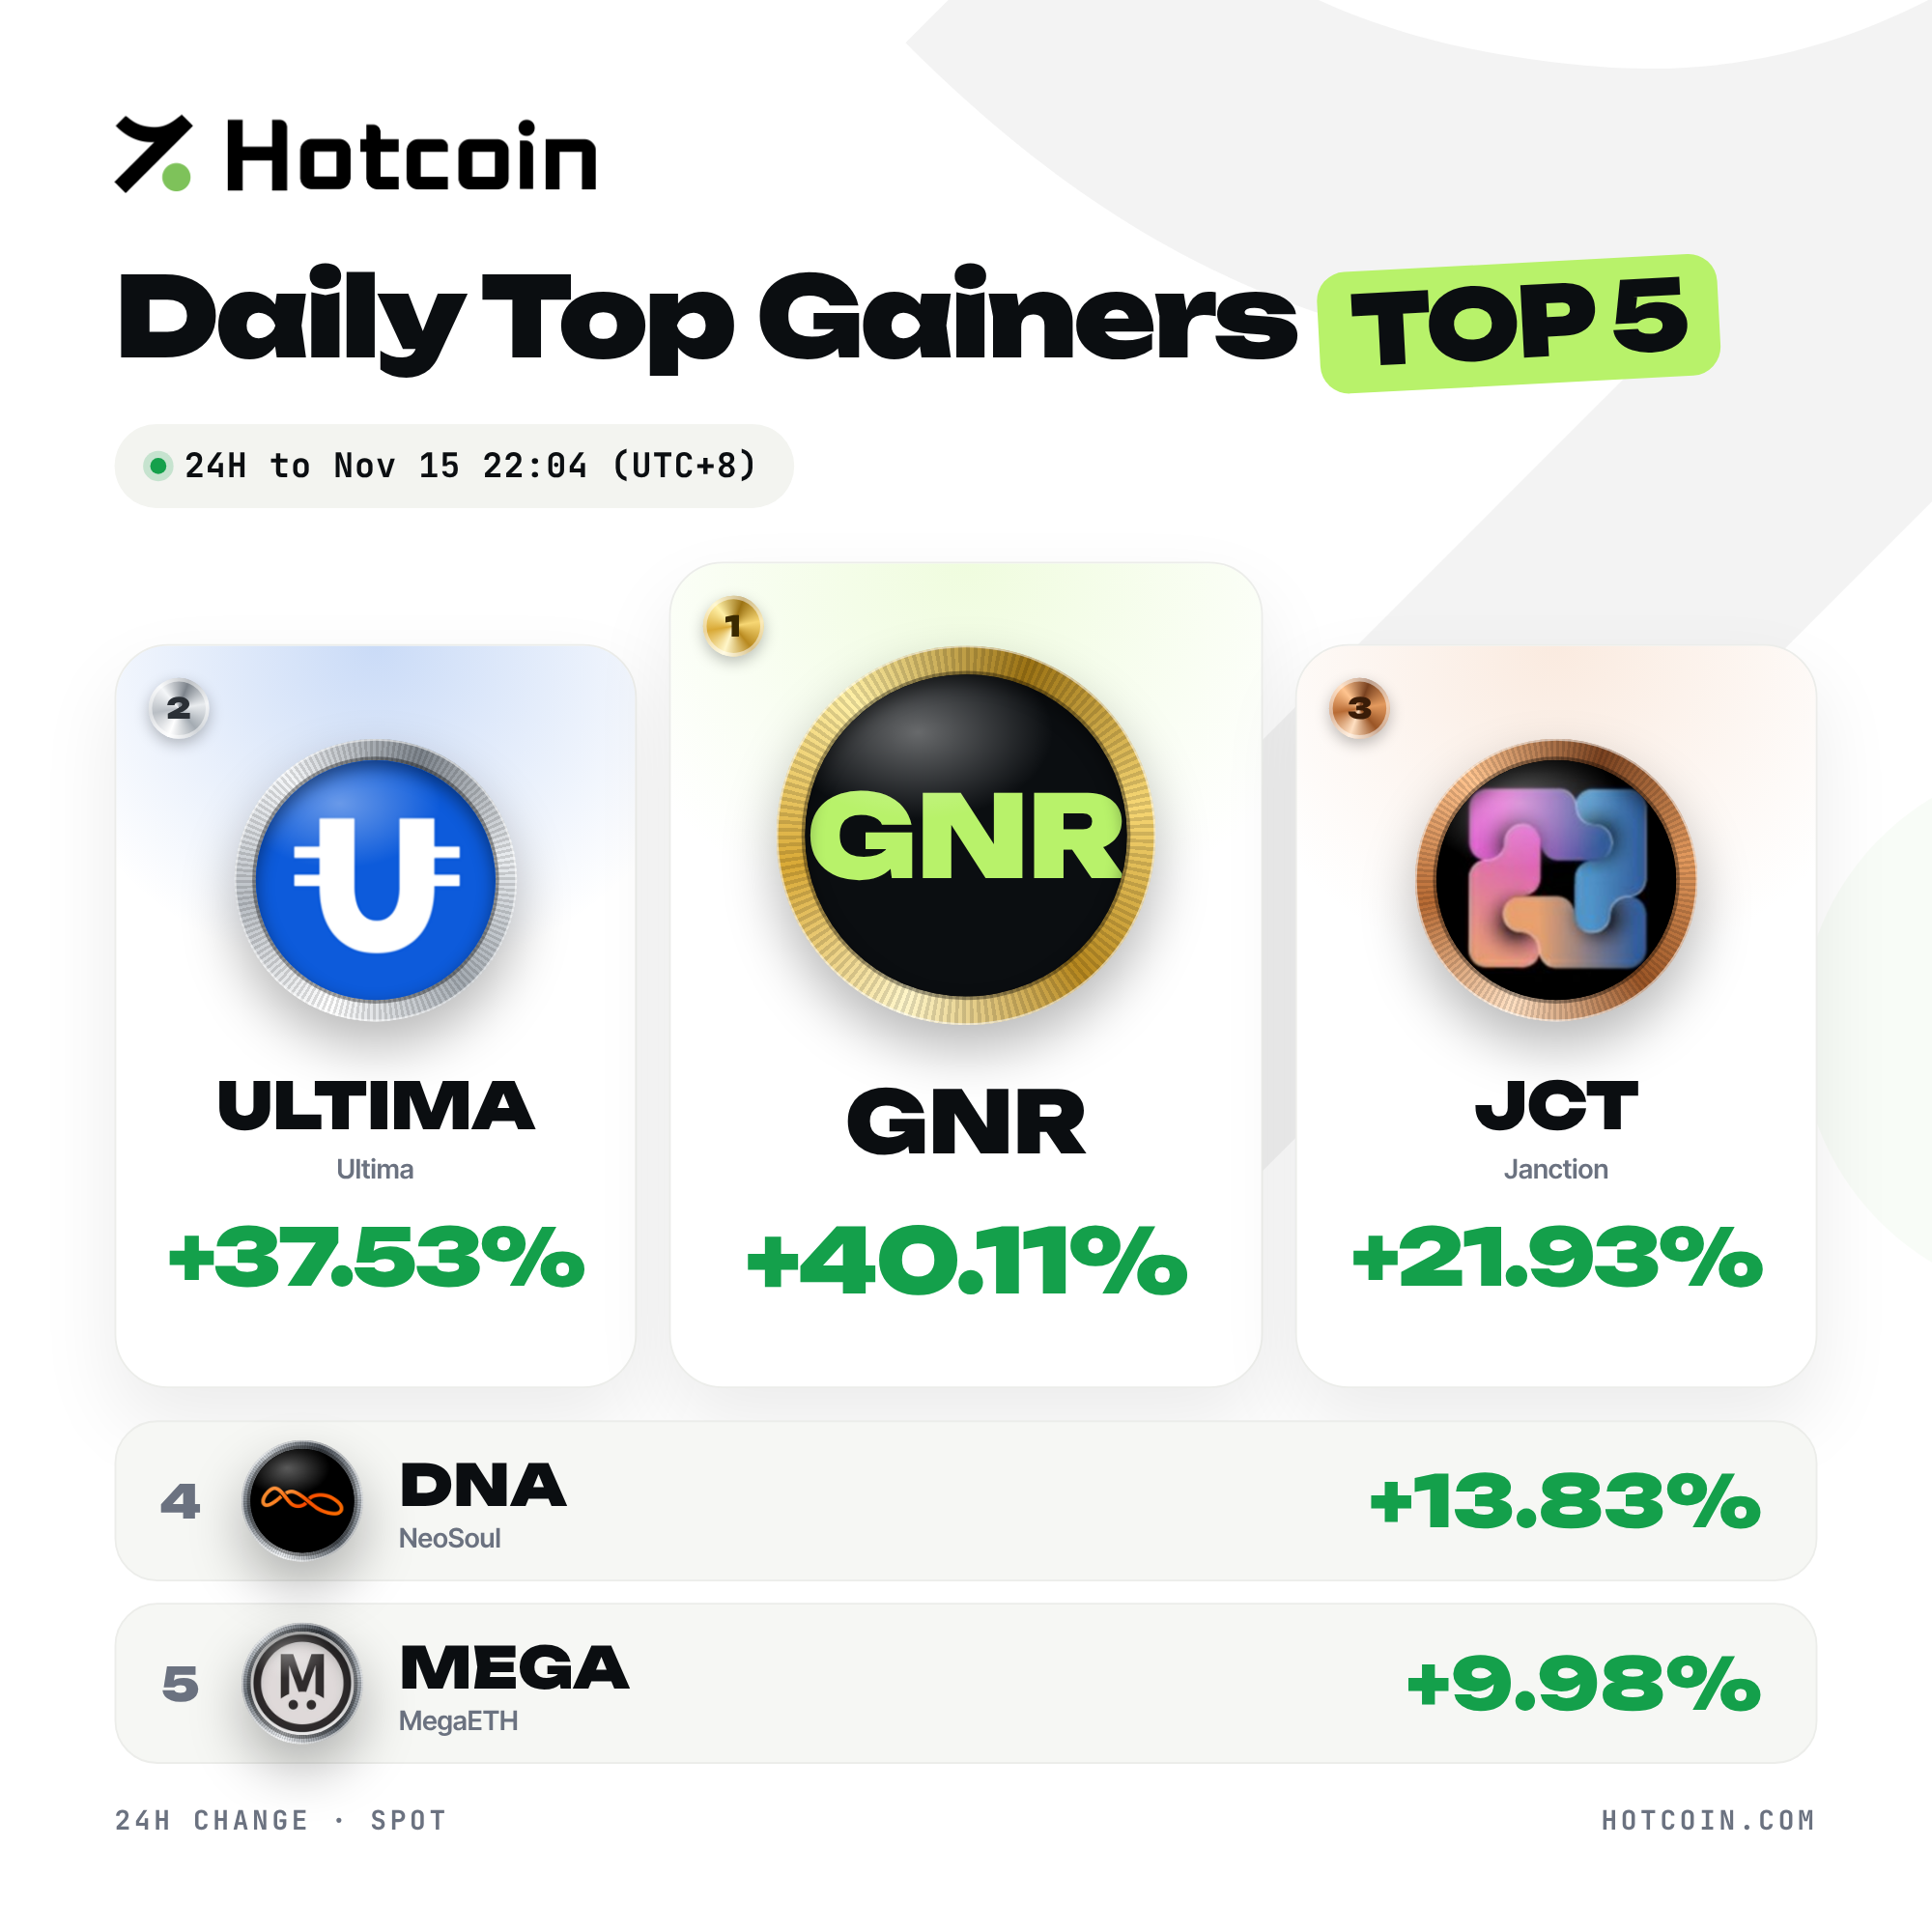 Hotcoin
Daily Top Gainers TOP 5
24H to Nov 15 22:04 (UTC+8)
2
ULTIMA
Ultima
+37.53%
1
GNR
GNR
+40.11%
3
JCT
Janction
+21.93%
4
DNA
NeoSoul
+13.83%
5
M
MEGA
MegaETH
+9.98%
24H CHANGE · SPOT
HOTCOIN.COM